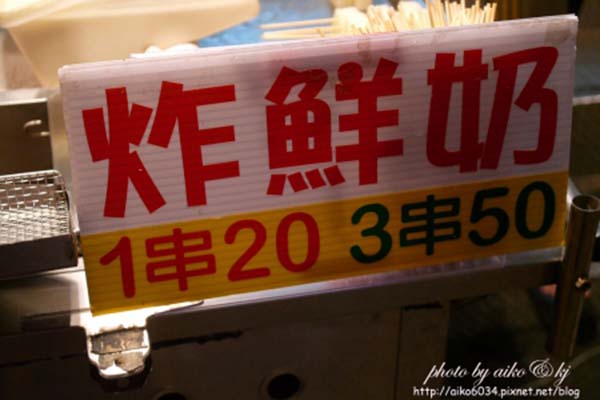 炸鮮奶
1串20 3串50
photo by aiko & kj
http://aiko6034.pixnet.net/blog